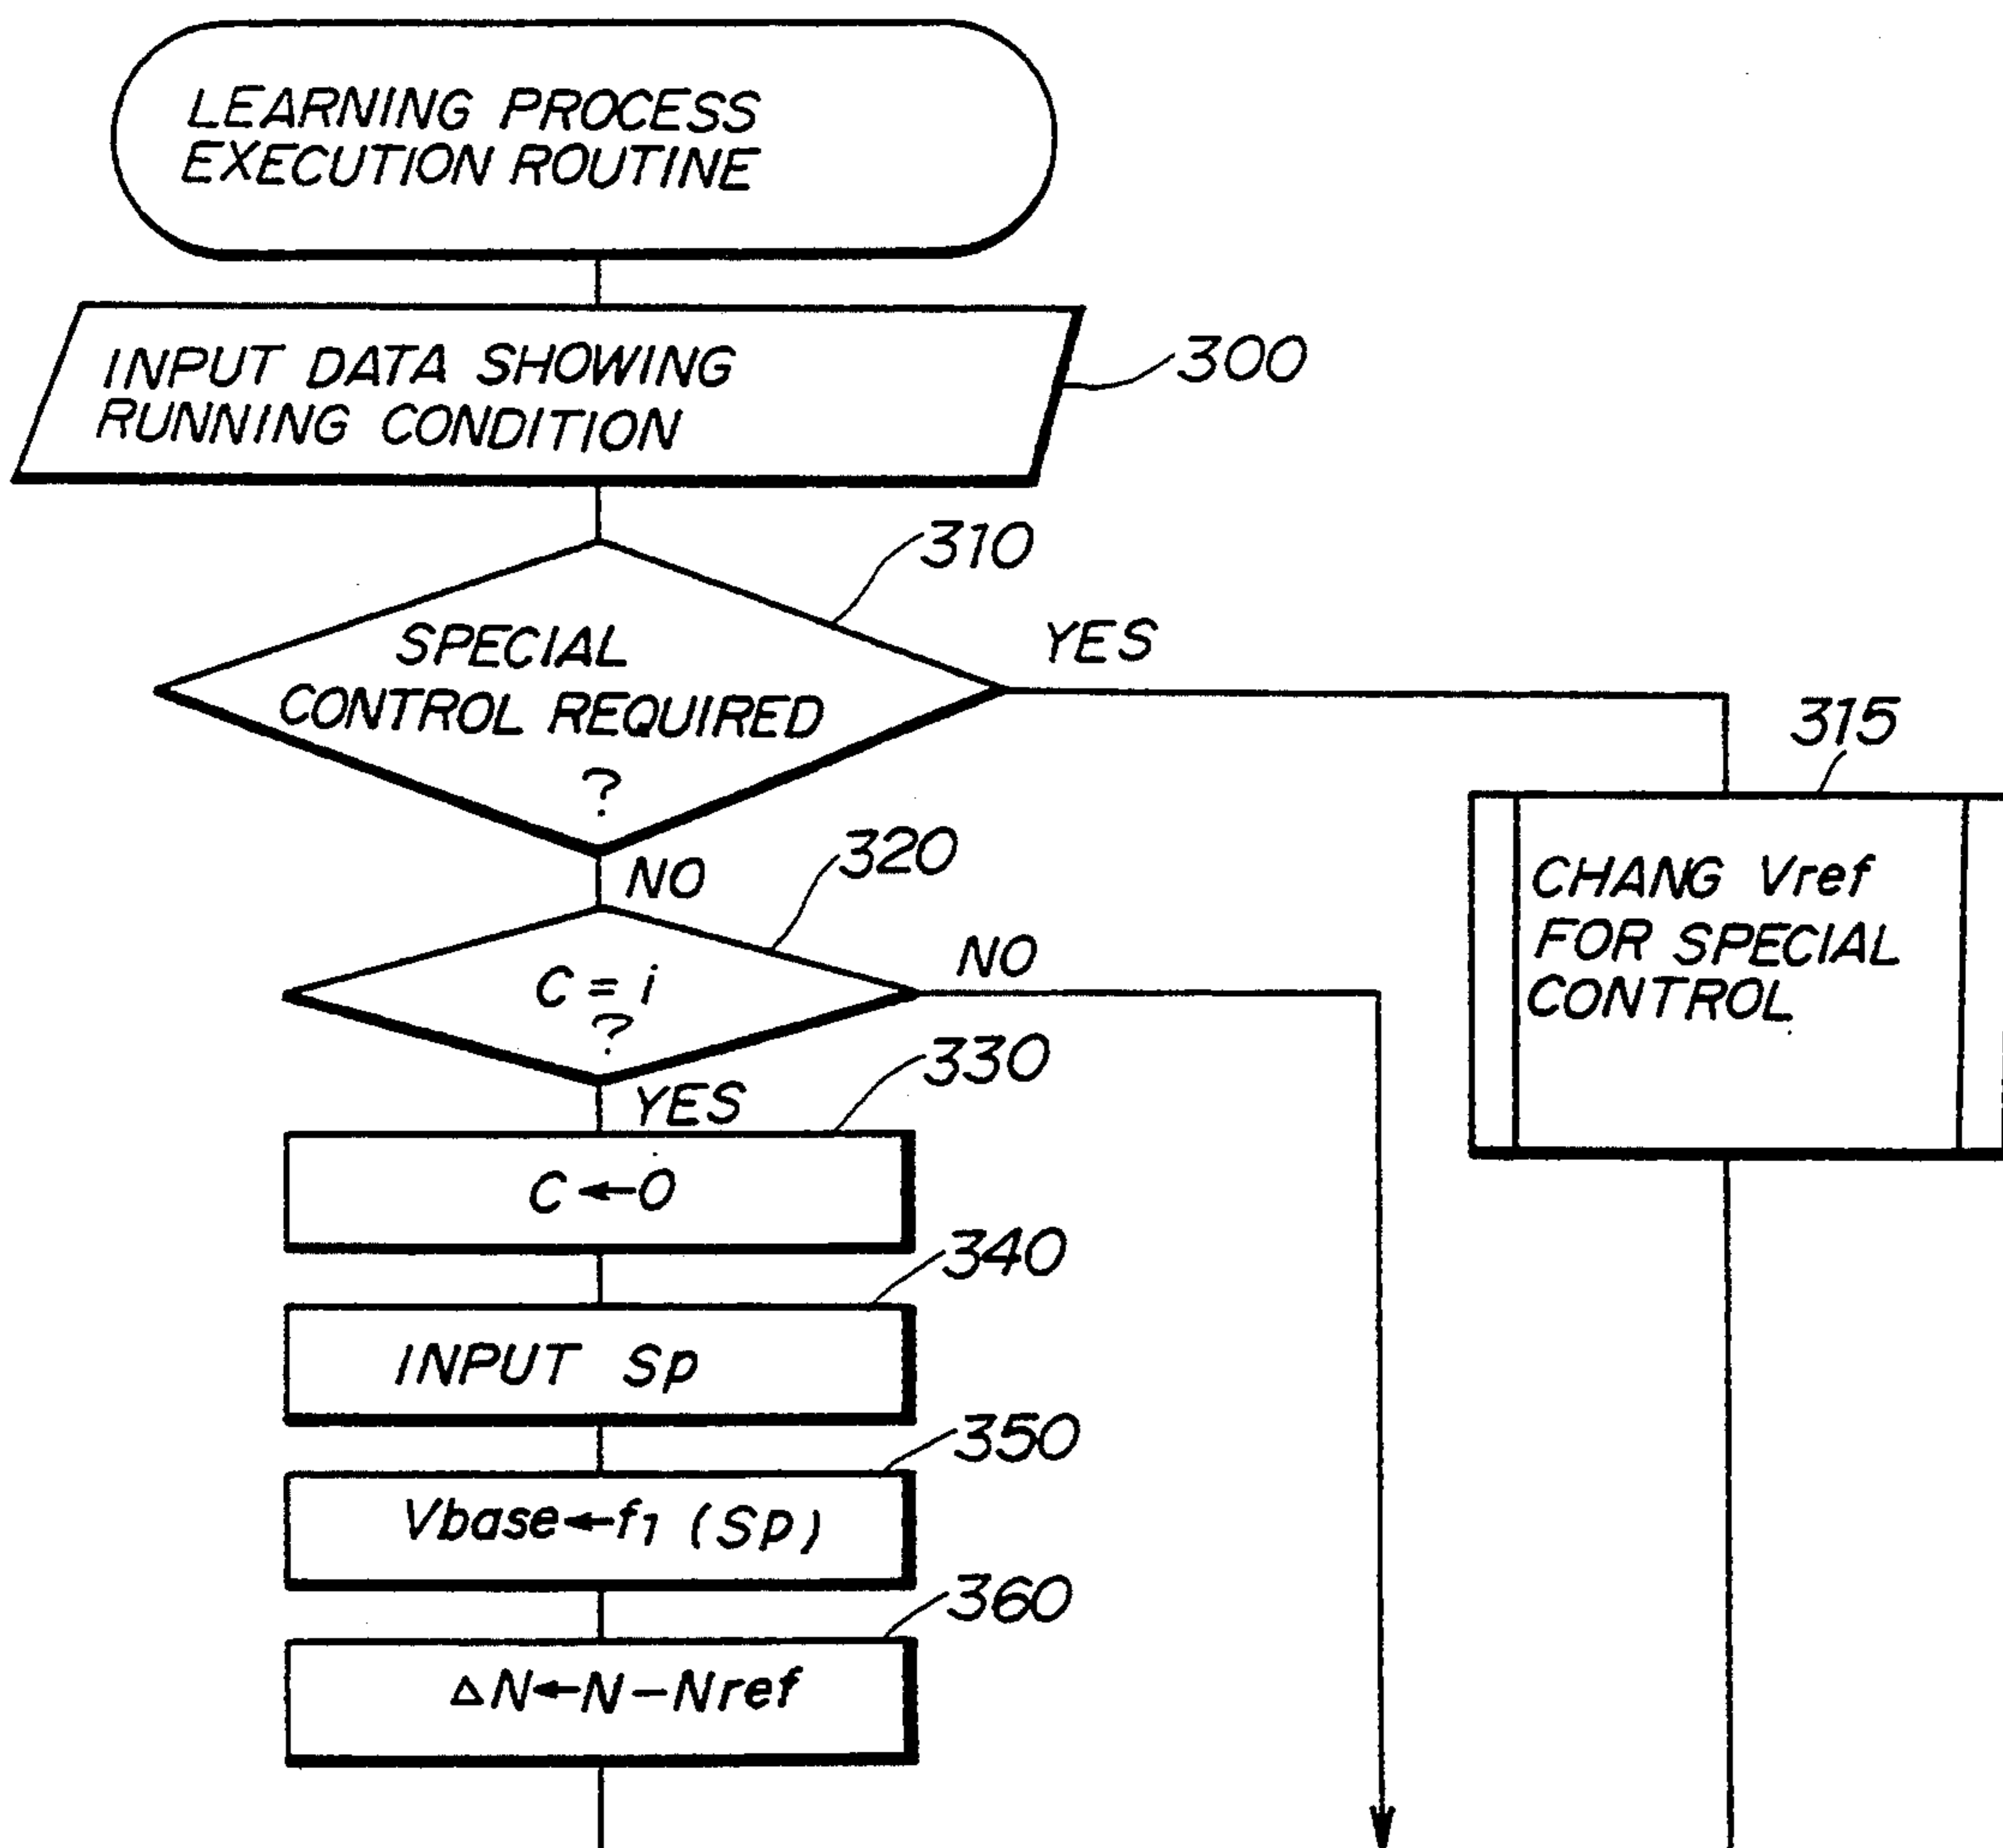 LEARNING PROCESS
EXECUTION ROUTINE
INPUT DATA SHOWING
RUNNING CONDITION
300
310
SPECIAL
CONTROL REQUIRED
?
YES
315
CHANG Vref
FOR SPECIAL
CONTROL
NO
320
C = i
?
NO
YES
330
C←0
340
INPUT Sp
350
Vbase←f1 (Sp)
360
ΔN←N−Nref